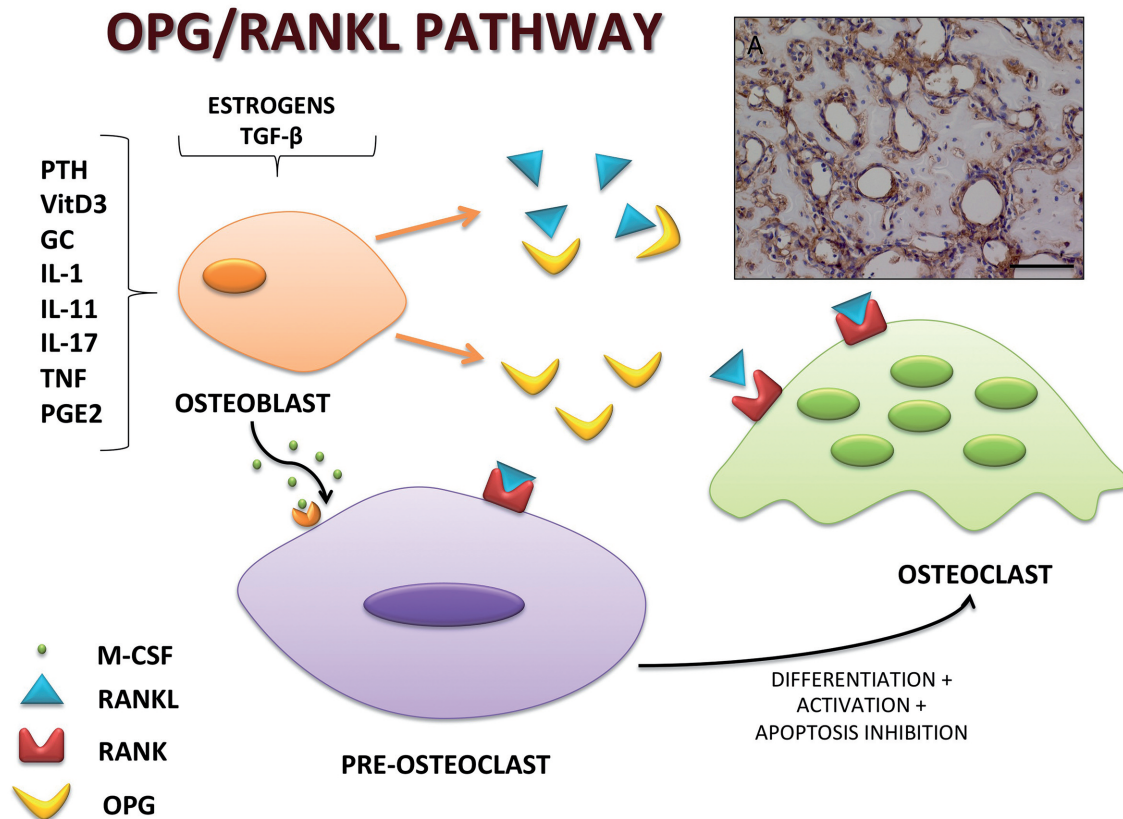 OPG/RANKL PATHWAY
A
ESTROGENS
TGF-β
PTH
VitD3
GC
IL-1
IL-11
IL-17
TNF
PGE2
OSTEOBLAST
OSTEOCLAST
DIFFERENTIATION +
ACTIVATION +
APOPTOSIS INHIBITION
PRE-OSTEOCLAST
M-CSF
RANKL
RANK
OPG